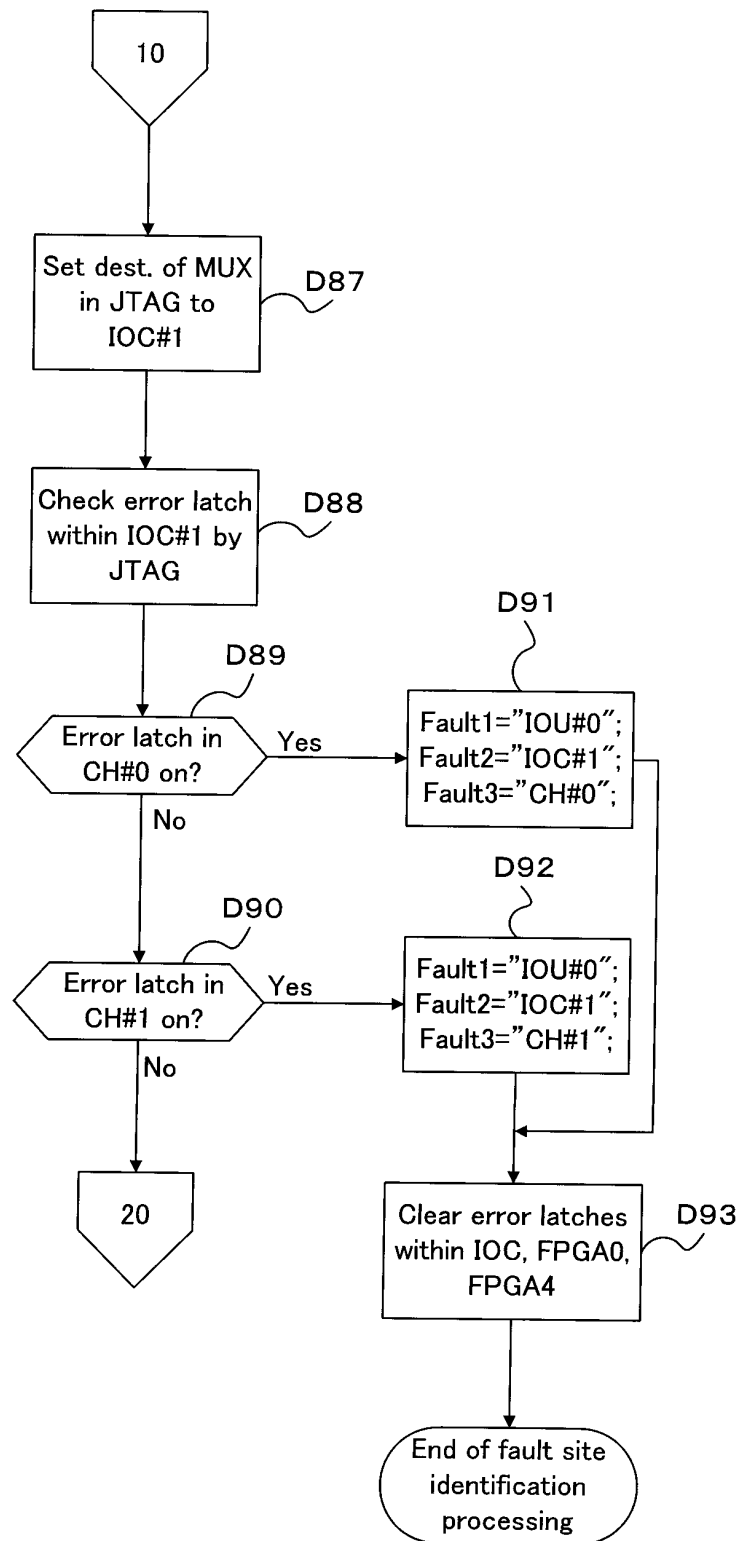 10
Set dest. of MUX
in JTAG to
IOC#1
D87
Check error latch
within IOC#1 by
JTAG
D88
D89
Error latch in
CH#0 on?
Yes
No
D91
Fault1="IOU#0";
Fault2="IOC#1";
Fault3="CH#0";
D90
Error latch in
CH#1 on?
Yes
No
D92
Fault1="IOU#0";
Fault2="IOC#1";
Fault3="CH#1";
20
Clear error latches
within IOC, FPGA0,
FPGA4
D93
End of fault site
identification
processing